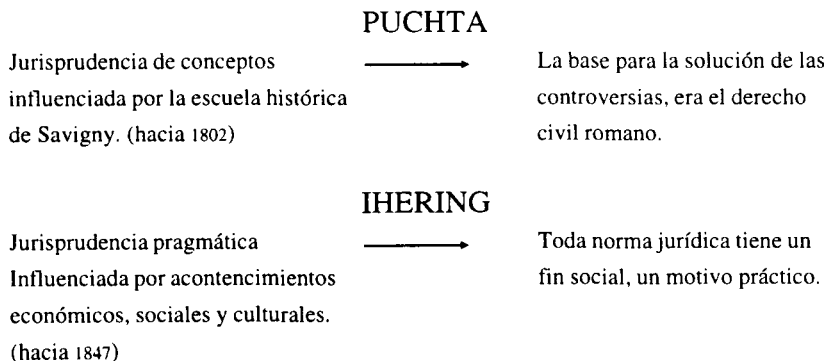 PUCHTA
Jurisprudencia de conceptos
influenciada por la escuela histórica
de Savigny. (hacia 1802)
La base para la solución de las
controversias, era el derecho
civil romano.
IHERING
Jurisprudencia pragmática
Influenciada por acontencimientos
económicos, sociales y culturales.
(hacia 1847)
Toda norma jurídica tiene un
fin social, un motivo práctico.